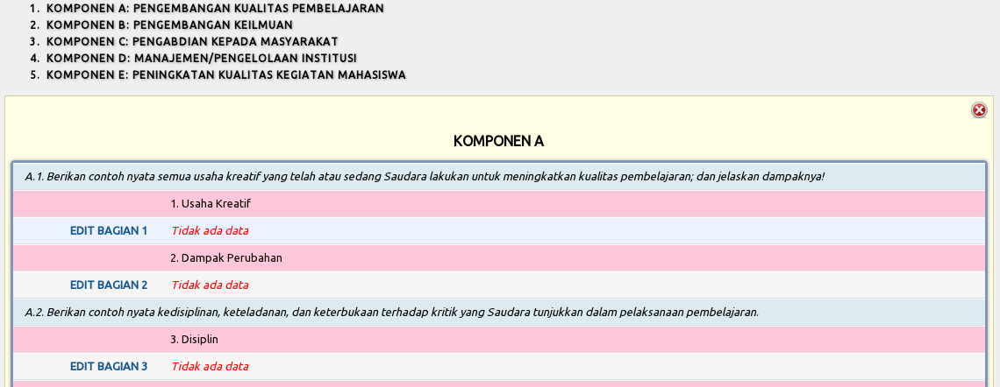 1. KOMPONEN A: PENGEMBANGAN KUALITAS PEMBELAJARAN
2. KOMPONEN B: PENGEMBANGAN KEILMUAN
3. KOMPONEN C: PENGABDIAN KEPADA MASYARAKAT
4. KOMPONEN D: MANAJEMEN/PENGELOLAAN INSTITUSI
5. KOMPONEN E: PENINGKATAN KUALITAS KEGIATAN MAHASISWA
KOMPONEN A
A.1. Berikan contoh nyata semua usaha kreatif yang telah atau sedang Saudara lakukan untuk meningkatkan kualitas pembelajaran; dan jelaskan dampaknya!
1. Usaha Kreatif
EDIT BAGIAN 1 Tidak ada data
2. Dampak Perubahan
EDIT BAGIAN 2 Tidak ada data
A.2. Berikan contoh nyata kedisiplinan, keteladanan, dan keterbukaan terhadap kritik yang Saudara tunjukkan dalam pelaksanaan pembelajaran.
3. Disiplin
EDIT BAGIAN 3 Tidak ada data